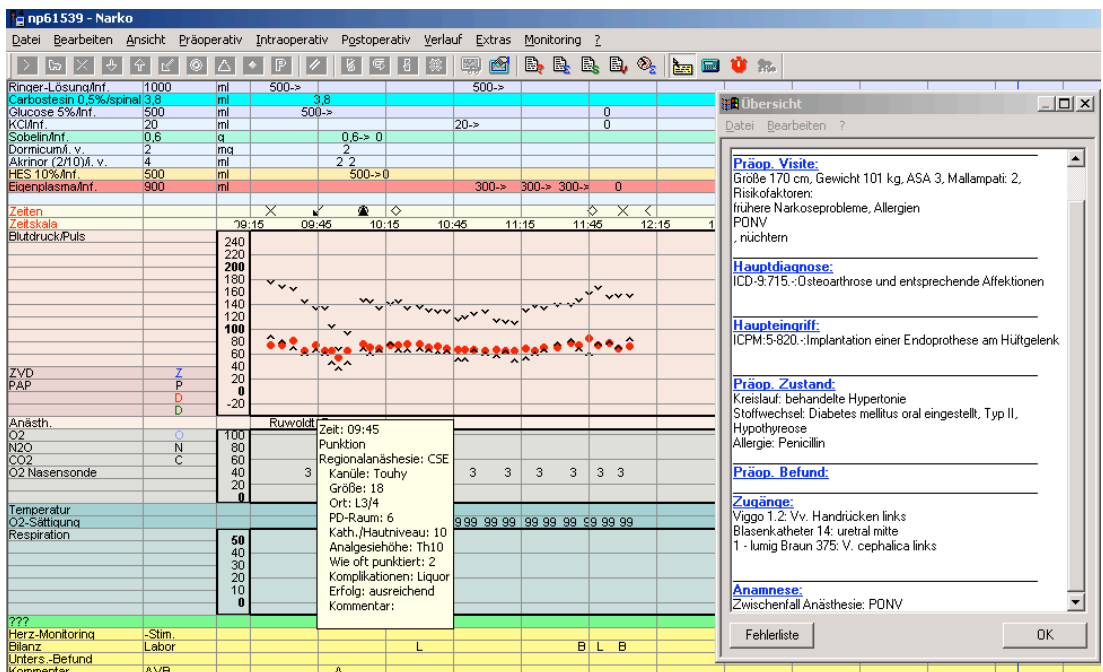 np61539 - Narko
Datei Bearbeiten Ansicht Präoperativ Intraoperativ Postoperativ Verlauf Extras Monitoring ?
Ringer-Lösung/Inf. 1000 ml 500-> 500->
Carbostesin 0,5%/spinal 3,8 ml 3,8
Glucose 5%/Inf. 500 ml 500-> 0
KCl/Inf. 20 ml 20-> 0
Sobelin/Inf. 0,6 g 0,6-> 0
Dormicum/i. v. 2 mg 2
Akrinor (2/10)/i. v. 4 ml 2 2
HES 10%/Inf. 500 ml 500->0
Eigenplasma/Inf. 900 ml 300-> 300-> 300-> 0
Zeiten
Zeitskala 09:15 09:45 10:15 10:45 11:15 11:45 12:15 1
Blutdruck/Puls
240
220
200
180
160
140
120
100
80
60
40
20
0
-20
ZVD Z
PAP P
D
D
Anästh. Ruwoldt
O2 O 100
N2O N 80
CO2 C 60
O2 Nasensonde 40 3 3 3 3 3 3
20
0
Temperatur
O2-Sättigung 9 99 99 99 99 99 99 99 99 99
Respiration
50
40
30
20
10
0
???
Herz-Monitoring -Stim.
Bilanz Labor L B L B
Unters.-Befund
Kommentar AVB A
Zeit: 09:45
Punktion
Regionalanäshesie: CSE
Kanüle: Touhy
Größe: 18
Ort: L3/4
PD-Raum: 6
Kath./Hautniveau: 10
Analgesiehöhe: Th10
Wie oft punktiert: 2
Komplikationen: Liquor
Erfolg: ausreichend
Kommentar:
Übersicht
Datei Bearbeiten ?
Präop. Visite:
Größe 170 cm, Gewicht 101 kg, ASA 3, Mallampati: 2,
Risikofaktoren:
frühere Narkoseprobleme, Allergien
PONV
, nüchtern
Hauptdiagnose:
ICD-9:715.-:Osteoarthrose und entsprechende Affektionen
Haupteingriff:
ICPM:5-820.-:Implantation einer Endoprothese am Hüftgelenk
Präop. Zustand:
Kreislauf: behandelte Hypertonie
Stoffwechsel: Diabetes mellitus oral eingestellt, Typ II,
Hypothyreose
Allergie: Penicillin
Präop. Befund:
Zugänge:
Viggo 1.2: Vv. Handrücken links
Blasenkatheter 14: uretral mitte
1 - lumig Braun 375: V. cephalica links
Anamnese:
Zwischenfall Anästhesie: PONV
Fehlerliste OK